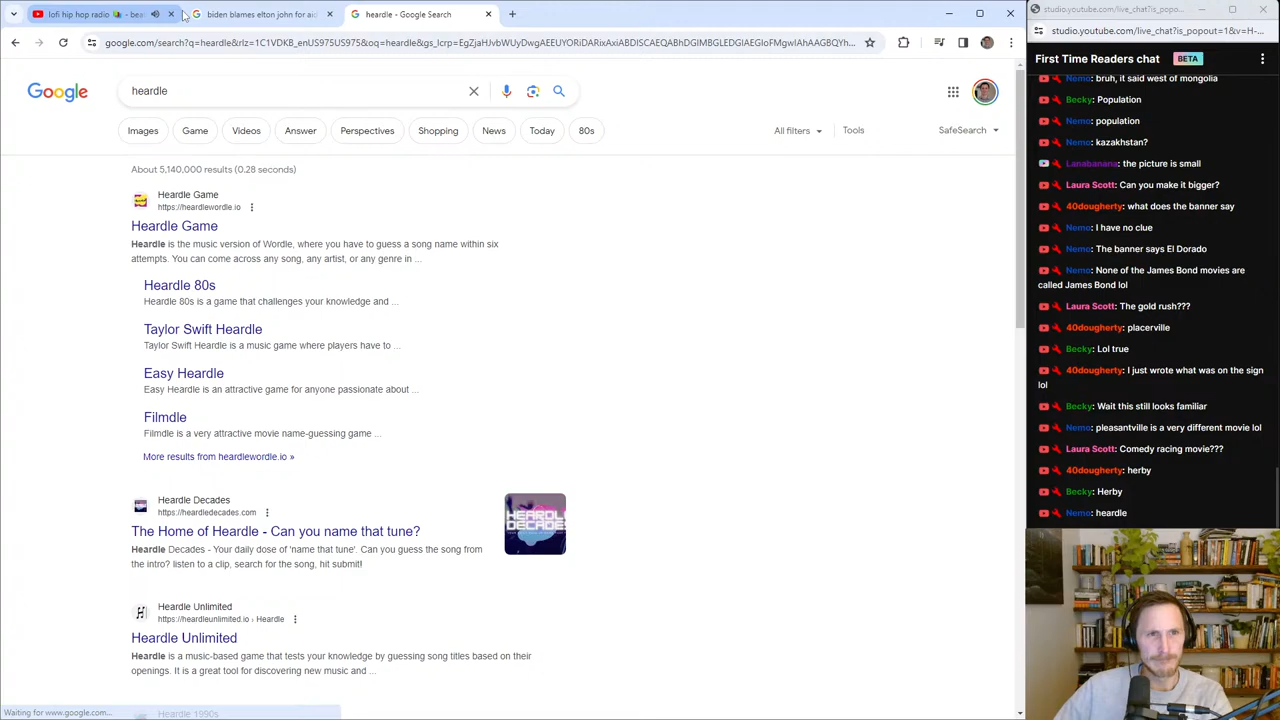 lofi hip hop radio - bea
biden blames elton john for aid
heardle - Google Search
google.com/search?q=heardle&rlz=1C1VDKB_enUS975US975&oq=heardle&gs_lcrp=
studio.youtube.com/live_chat?is_popo...
studio.youtube.com/live_chat?is_popout=1&v=H-...
First Time Readers chat BETA
Google
heardle
Images
Game
Videos
Answer
Perspectives
Shopping
News
Today
80s
All filters
Tools
SafeSearch
About 5,140,000 results (0.28 seconds)
Heardle Game
https://heardlewordle.io
Heardle Game
Heardle is the music version of Wordle, where you have to guess a song name within six
attempts. You can come across any song, any artist, or any genre in ...
Heardle 80s
Heardle 80s is a game that challenges your knowledge and ...
Taylor Swift Heardle
Taylor Swift Heardle is a music game where players have to ...
Easy Heardle
Easy Heardle is an attractive game for anyone passionate about ...
Filmdle
Filmdle is a very attractive movie name-guessing game ...
More results from heardlewordle.io »
Heardle Decades
https://heardledecades.com
The Home of Heardle - Can you name that tune?
Heardle Decades - Your daily dose of 'name that tune'. Can you guess the song from
the intro? listen to a clip, search for the song, hit submit!
HEARDLE
DECADES
Heardle Unlimited
https://heardleunlimited.io › Heardle
Heardle Unlimited
Heardle is a music-based game that tests your knowledge by guessing song titles based on their
openings. It is a great tool for discovering new music and ...
Heardle 1990s
Waiting for www.google.com...
Nemo: bruh, it said west of mongolia
Becky: Population
Nemo: population
Nemo: kazakhstan?
Lanabanana: the picture is small
Laura Scott: Can you make it bigger?
40dougherty: what does the banner say
Nemo: I have no clue
Nemo: The banner says El Dorado
Nemo: None of the James Bond movies are
called James Bond lol
Laura Scott: The gold rush???
40dougherty: placerville
Becky: Lol true
40dougherty: I just wrote what was on the sign
lol
Becky: Wait this still looks familiar
Nemo: pleasantville is a very different movie lol
Laura Scott: Comedy racing movie???
40dougherty: herby
Becky: Herby
Nemo: heardle